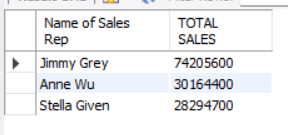 Name of Sales Rep TOTAL SALES
Jimmy Grey 74205600
Anne Wu 30164400
Stella Given 28294700